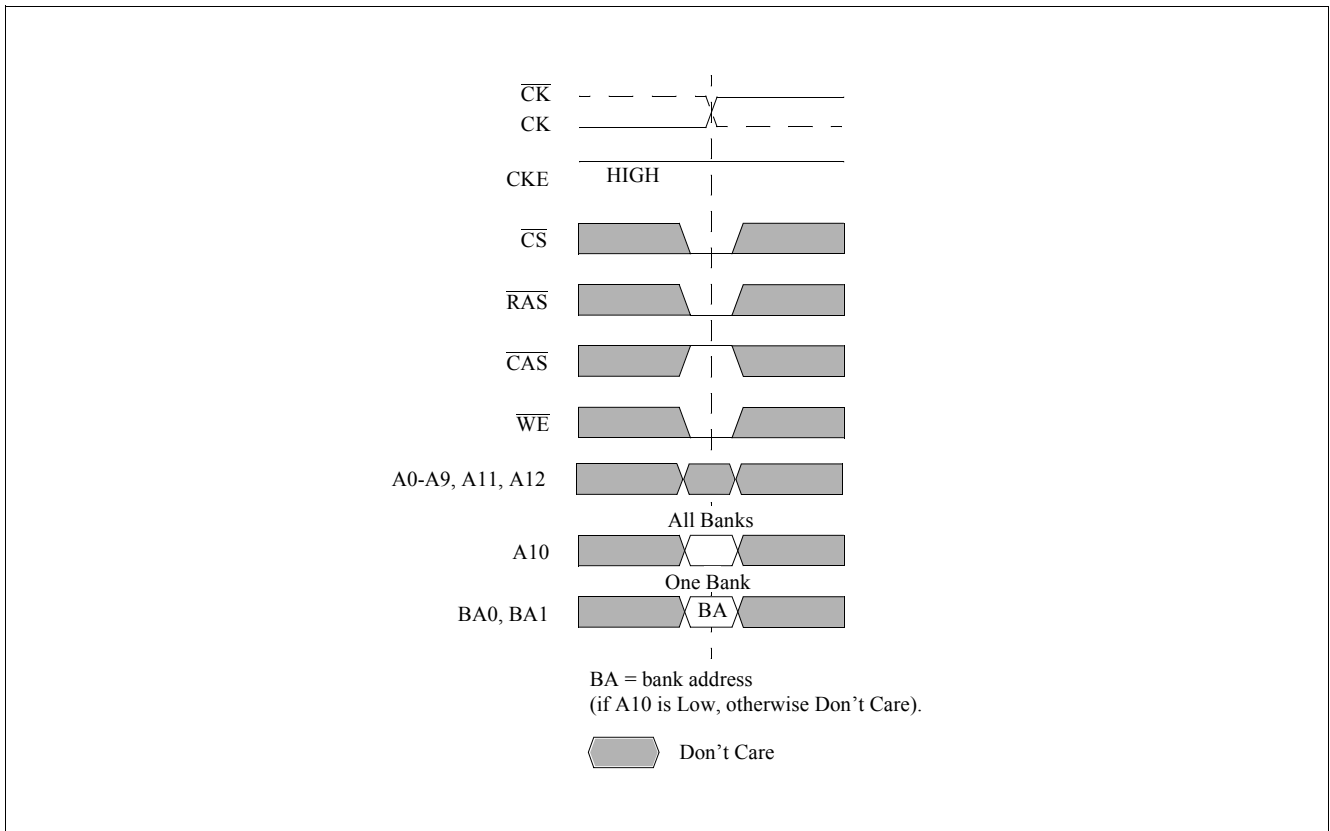 CK
CK
CKE HIGH
CS
RAS
CAS
WE
A0-A9, A11, A12
All Banks
A10
One Bank
BA0, BA1 BA
BA = bank address
(if A10 is Low, otherwise Don’t Care).
Don’t Care